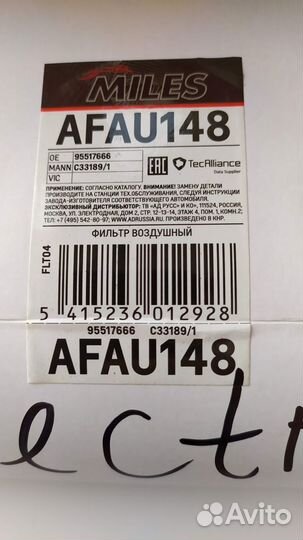 MILES
AFAU148
OE 95517666
MANN C33189/1
VIC
EAC
TecAlliance
Data Supplier
ПРИМЕНЕНИЕ: СОГЛАСНО КАТАЛОГУ. ВНИМАНИЕ! ЗАМЕНУ ДЕТАЛИ
ПРОИЗВОДИТЕ НА СТАНЦИИ ТЕХ.ОБСЛУЖИВАНИЯ, СЛЕДУЯ ИНСТРУКЦИИ
ЗАВОДА-ИЗГОТОВИТЕЛЯ СООТВЕТСТВУЮЩЕГО АВТОМОБИЛЯ.
ЭКСКЛЮЗИВНЫЙ ДИСТРИБЬЮТОР: ТВ «АД РУСС» И КО», 111524, РОССИЯ,
МОСКВА, УЛ. ЭЛЕКТРОДНАЯ, ДОМ 2, СТР. 12-13-14, ЭТАЖ 4, ПОМ. 1, КОМН.2;
ТЕЛ: +7 (495) 542-80-97; WWW.ADRUSSIA.RU. ПРОИЗВЕДЕНО В КНР.
ФИЛЬТР ВОЗДУШНЫЙ
FLT04
5 415236 012928
95517666 C33189/1
AFAU148
ect
Avito